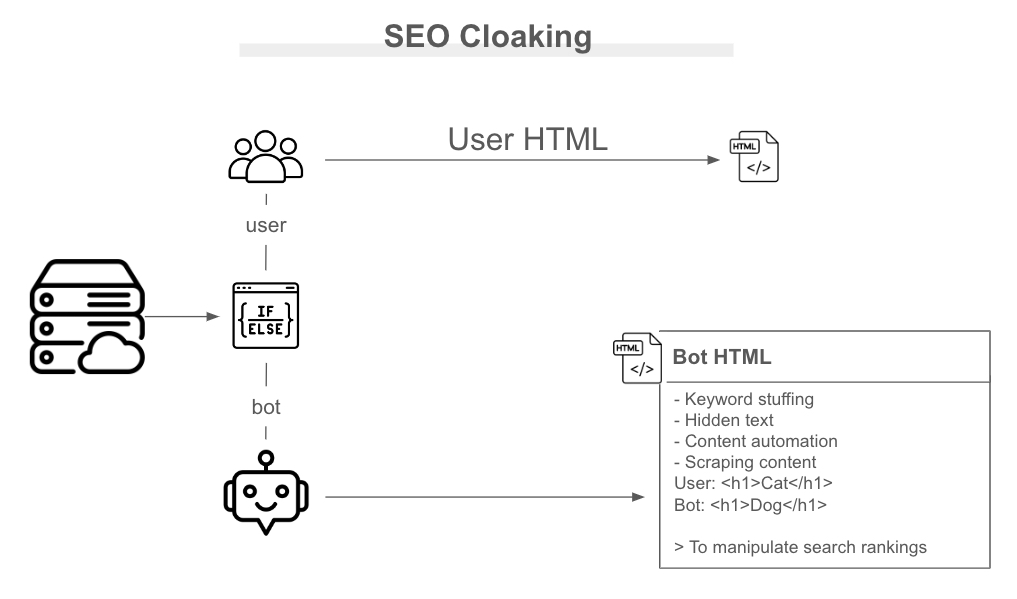 SEO Cloaking
User HTML
HTML
</>
user
IF
ELSE
HTML
</>
Bot HTML
bot
- Keyword stuffing
- Hidden text
- Content automation
- Scraping content
User: <h1>Cat</h1>
Bot: <h1>Dog</h1>
> To manipulate search rankings